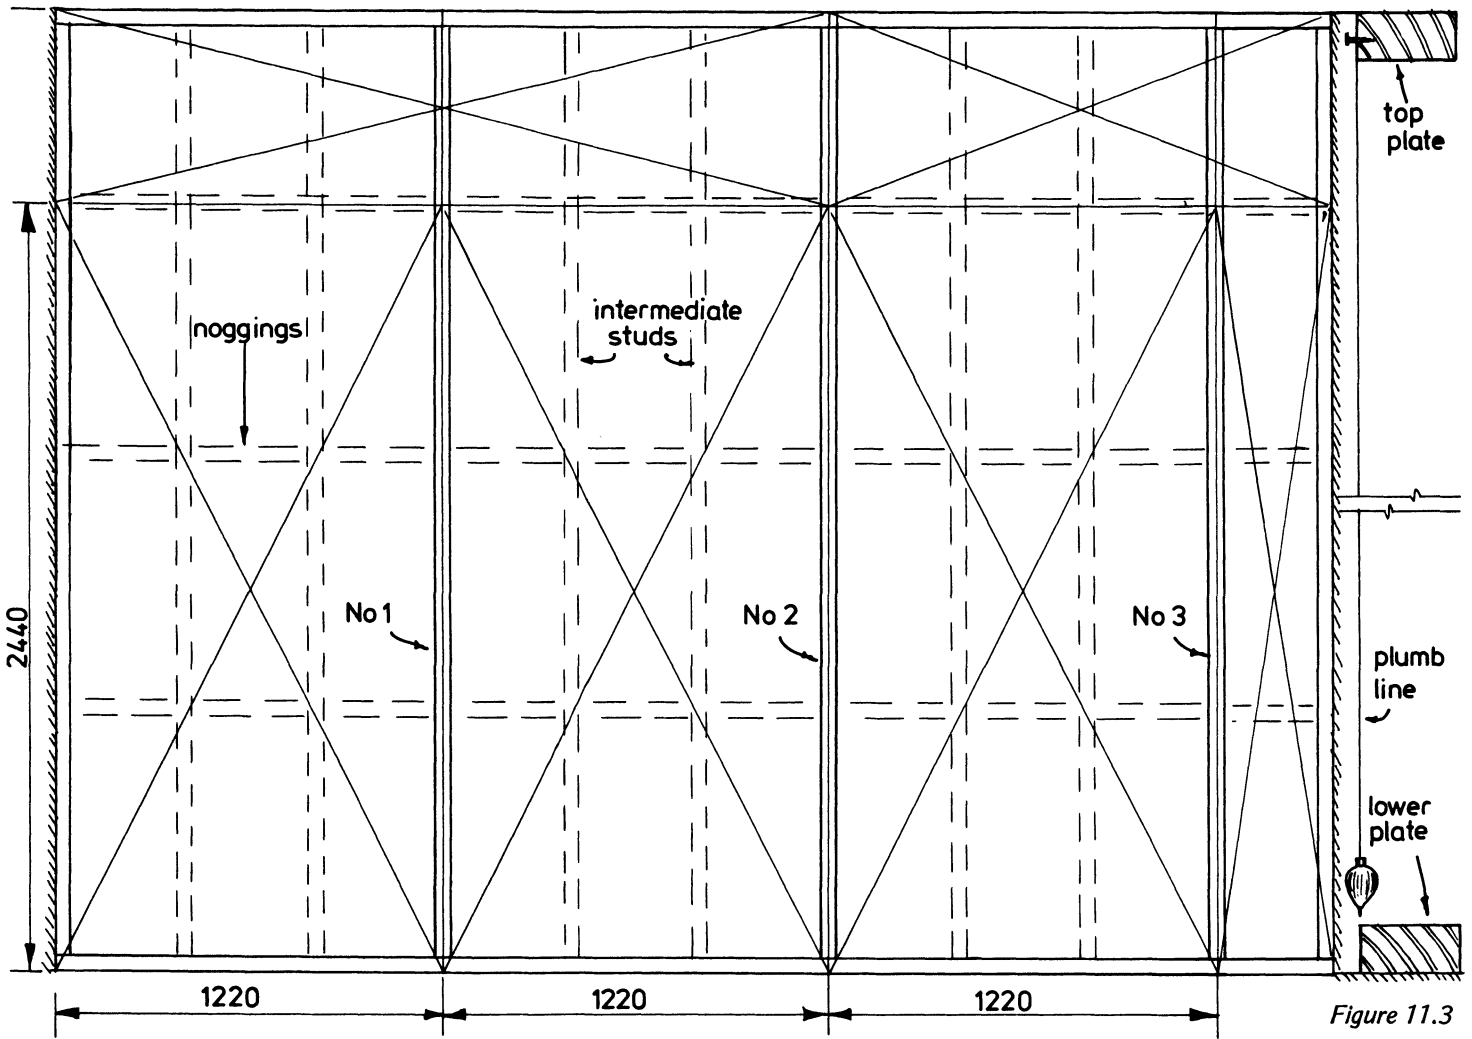 top
plate
intermediate
studs
noggings
2440
No 1
No 2
No 3
plumb
line
lower
plate
1220
1220
1220
Figure 11.3